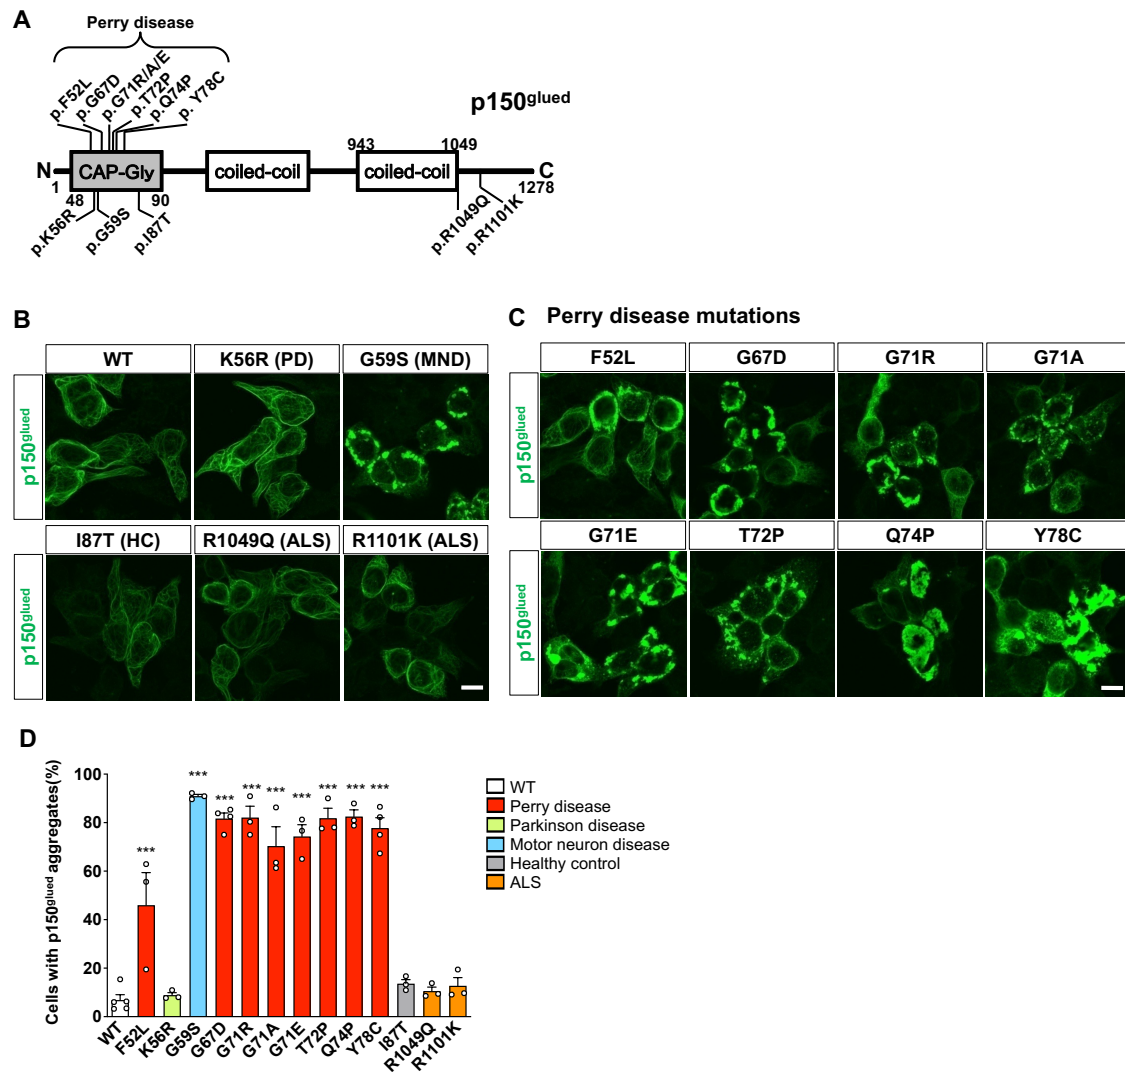 A
Perry disease
p.F52L
p.G67D
p.G71R/A/E
p.T72P
p.Q74P
p. Y78C
p150glued
943
1049
N
CAP-Gly
coiled-coil
coiled-coil
C
1
48
90
1278
p.K56R
p.G59S
p.I87T
p.R1049Q
p.R1101K
B
WT
K56R (PD)
G59S (MND)
p150glued
I87T (HC)
R1049Q (ALS)
R1101K (ALS)
p150glued
C Perry disease mutations
F52L
G67D
G71R
G71A
p150glued
G71E
T72P
Q74P
Y78C
p150glued
D
Cells with p150glued aggregates(%)
100
80
60
40
20
0
***
***
***
***
***
***
***
***
***
WT
F52L
K56R
G59S
G67D
G71R
G71A
G71E
T72P
Q74P
Y78C
I87T
R1049Q
R1101K
WT
Perry disease
Parkinson disease
Motor neuron disease
Healthy control
ALS